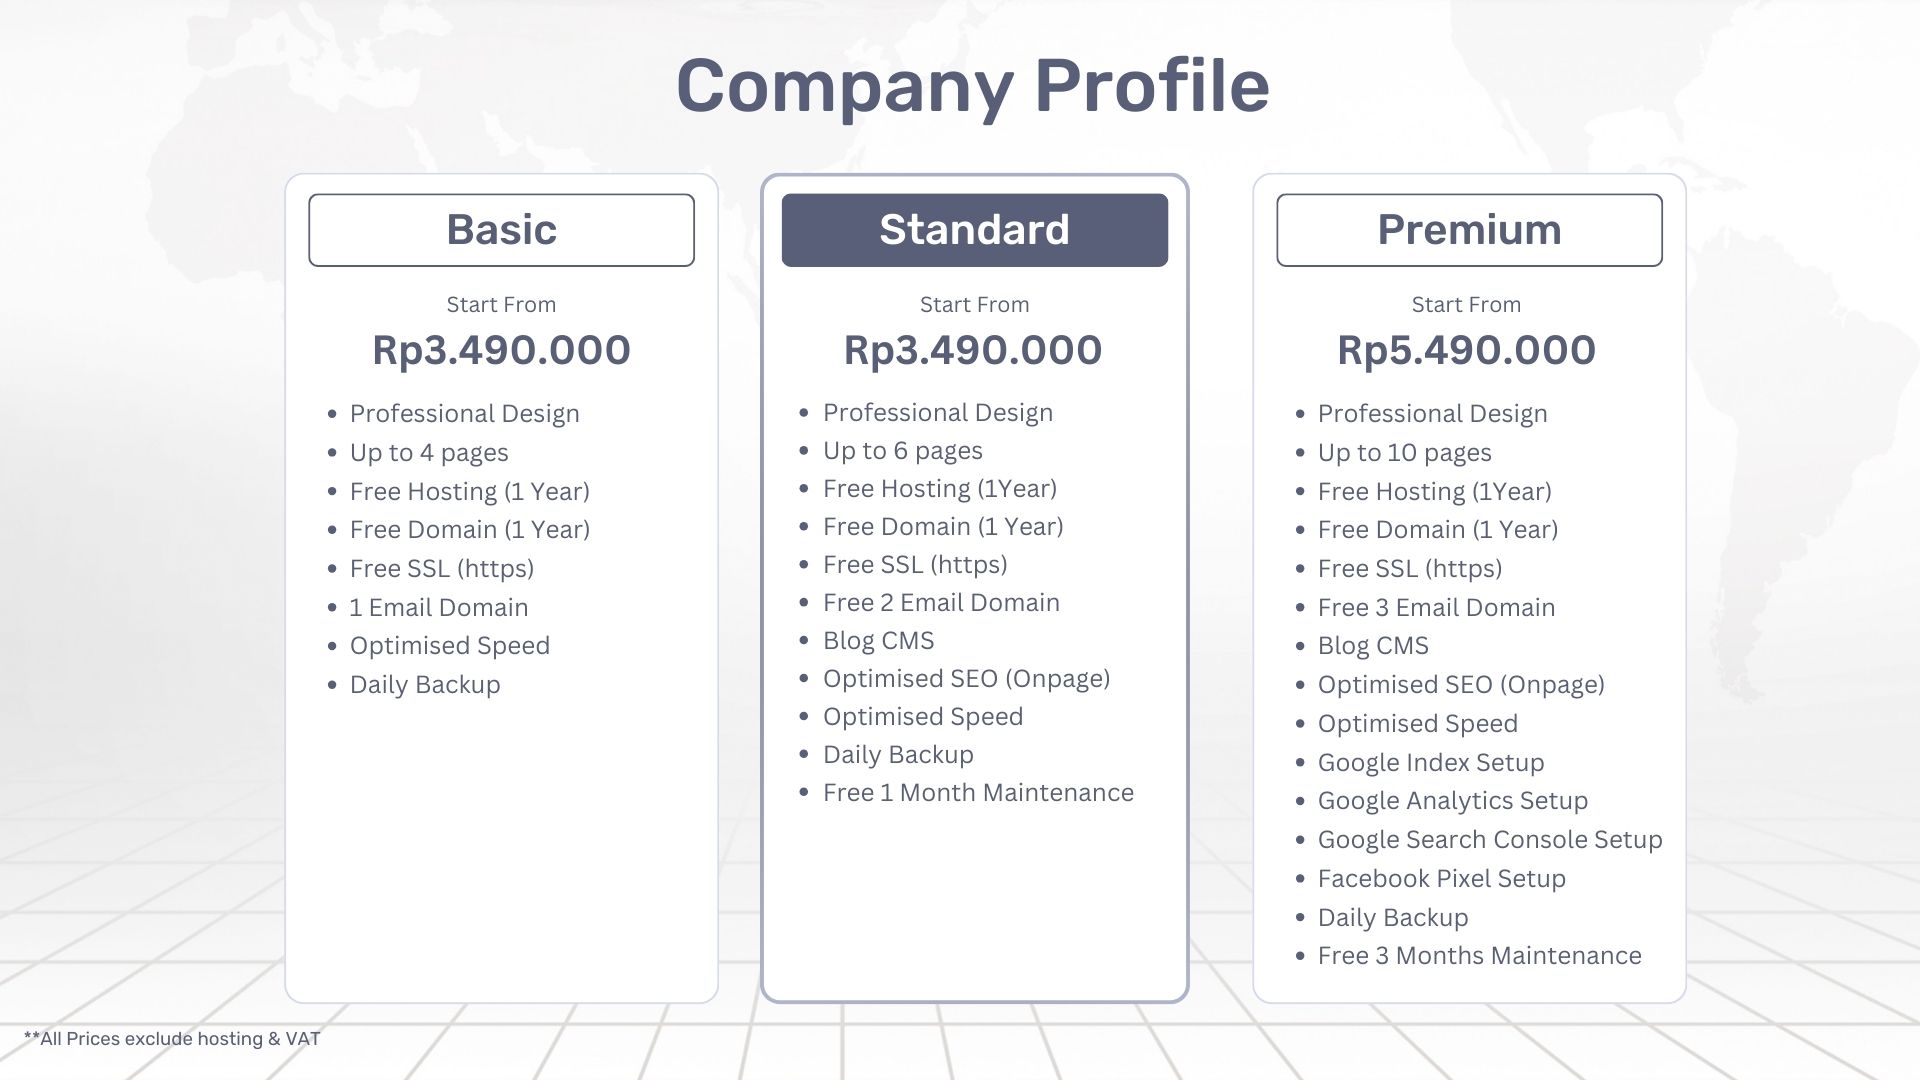 Company Profile
Basic
Start From
Rp3.490.000
• Professional Design
• Up to 4 pages
• Free Hosting (1 Year)
• Free Domain (1 Year)
• Free SSL (https)
• 1 Email Domain
• Optimised Speed
• Daily Backup
Standard
Start From
Rp3.490.000
• Professional Design
• Up to 6 pages
• Free Hosting (1Year)
• Free Domain (1 Year)
• Free SSL (https)
• Free 2 Email Domain
• Blog CMS
• Optimised SEO (Onpage)
• Optimised Speed
• Daily Backup
• Free 1 Month Maintenance
Premium
Start From
Rp5.490.000
• Professional Design
• Up to 10 pages
• Free Hosting (1Year)
• Free Domain (1 Year)
• Free SSL (https)
• Free 3 Email Domain
• Blog CMS
• Optimised SEO (Onpage)
• Optimised Speed
• Google Index Setup
• Google Analytics Setup
• Google Search Console Setup
• Facebook Pixel Setup
• Daily Backup
• Free 3 Months Maintenance
**All Prices exclude hosting & VAT